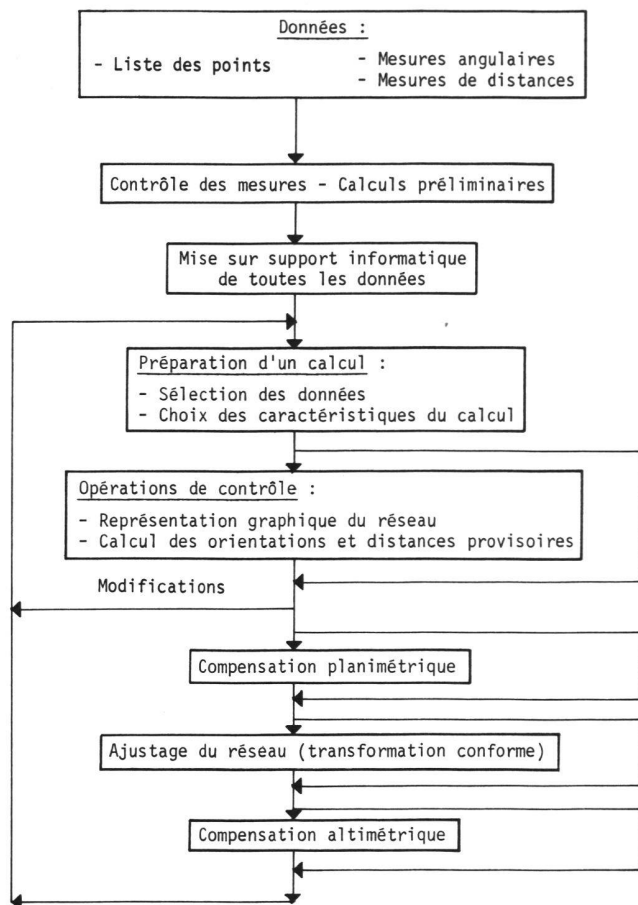 Données :
- Liste des points
- Mesures angulaires
- Mesures de distances
Contrôle des mesures - Calculs préliminaires
Mise sur support informatique
de toutes les données
Préparation d'un calcul :
- Sélection des données
- Choix des caractéristiques du calcul
Opérations de contrôle :
- Représentation graphique du réseau
- Calcul des orientations et distances provisoires
Modifications
Compensation planimétrique
Ajustage du réseau (transformation conforme)
Compensation altimétrique